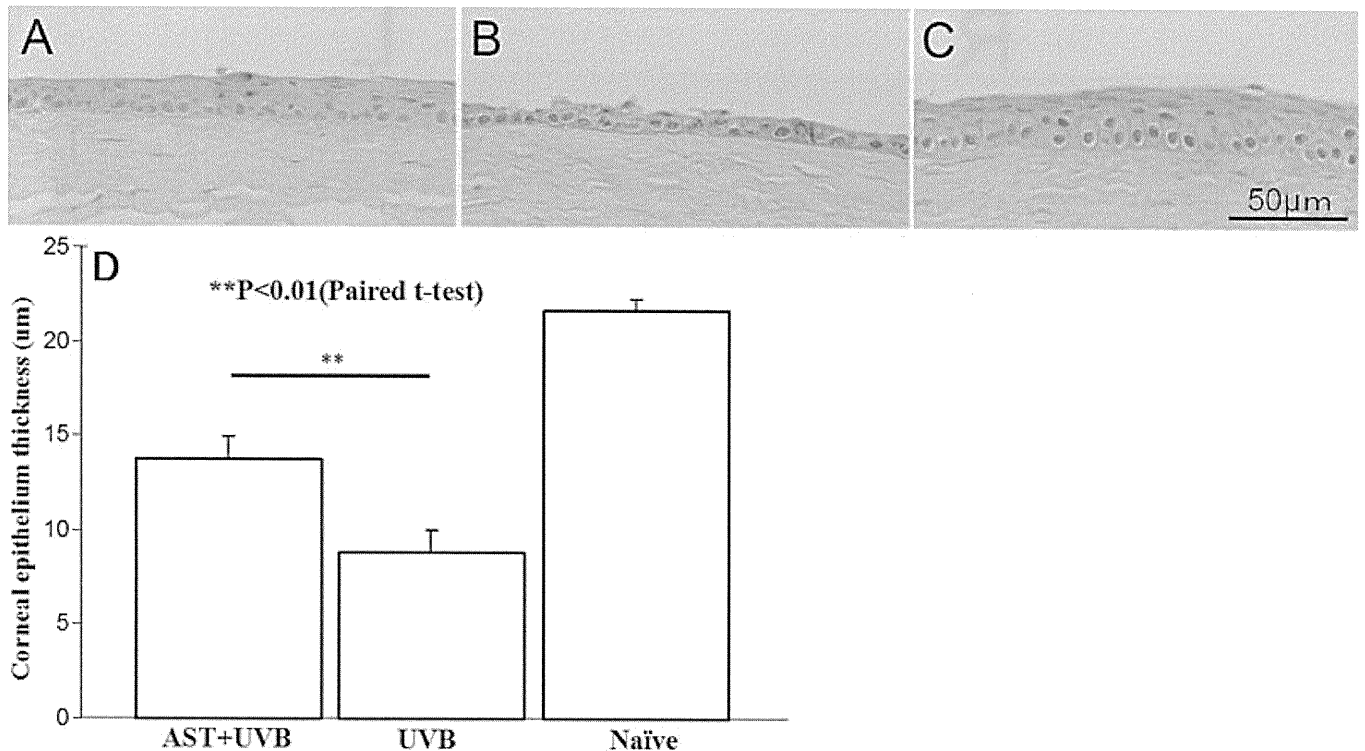 A
B
C
50μm
D
**P<0.01(Paired t-test)
**
Corneal epithelium thickness (um)
25
20
15
10
5
0
AST+UVB
UVB
Naïve